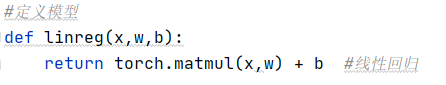 #定义模型
def linreg(x,w,b):
    return torch.matmul(x,w) + b  #线性回归